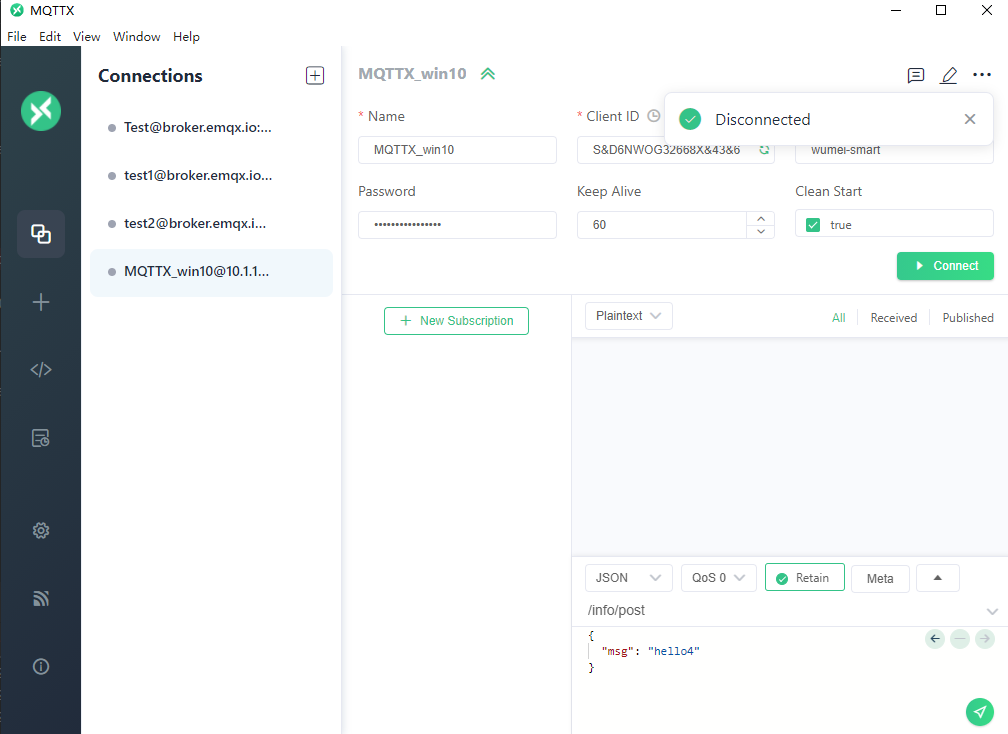 MQTTX
File Edit View Window Help
Connections
Test@broker.emqx.io:...
test1@broker.emqx.io...
test2@broker.emqx.i...
MQTTX_win10@10.1.1...
MQTTX_win10
Disconnected
* Name
* Client ID
MQTTX_win10
S&D6NWOG32668X&43&6
wumei-smart
Password
Keep Alive
Clean Start
••••••••••••••••
60
true
Connect
New Subscription
Plaintext
All Received Published
JSON QoS 0 Retain Meta
/info/post
{
"msg": "hello4"
}